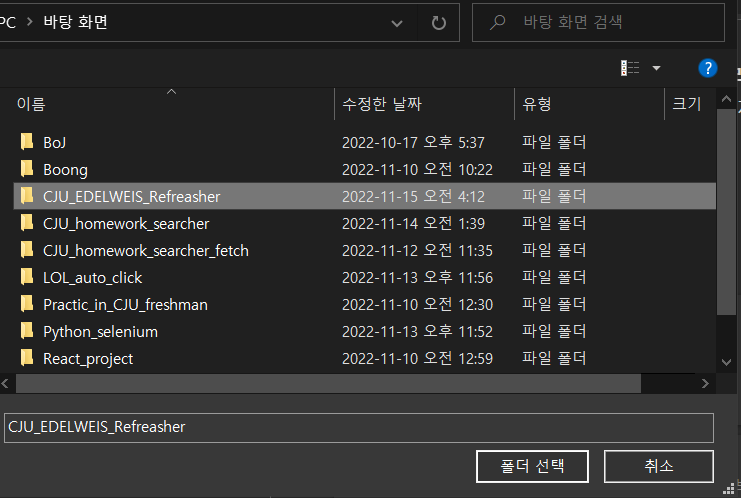 PC > 바탕 화면 바탕 화면 검색
?
이름 수정한 날짜 유형 크기
BoJ 2022-10-17 오후 5:37 파일 폴더
Boong 2022-11-10 오전 10:22 파일 폴더
CJU_EDELWEIS_Refreasher 2022-11-15 오전 4:12 파일 폴더
CJU_homework_searcher 2022-11-14 오전 1:39 파일 폴더
CJU_homework_searcher_fetch 2022-11-12 오전 11:35 파일 폴더
LOL_auto_click 2022-11-13 오후 11:56 파일 폴더
Practic_in_CJU_freshman 2022-11-10 오전 12:30 파일 폴더
Python_selenium 2022-11-13 오후 11:52 파일 폴더
React_project 2022-11-10 오전 12:59 파일 폴더
CJU_EDELWEIS_Refreasher
폴더 선택 취소